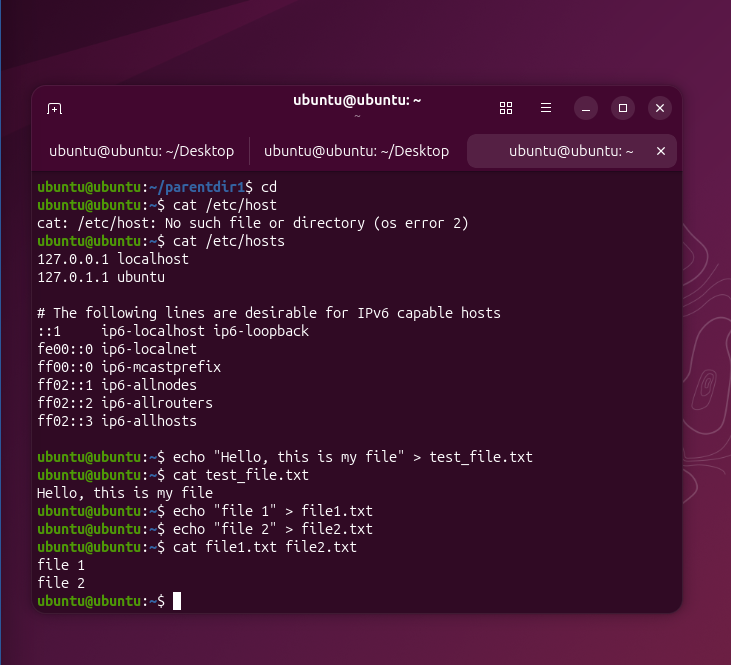 ubuntu@ubuntu: ~
~
ubuntu@ubuntu: ~/Desktop
ubuntu@ubuntu: ~/Desktop
ubuntu@ubuntu: ~
ubuntu@ubuntu:~/parentdir1$ cd
ubuntu@ubuntu:~$ cat /etc/host
cat: /etc/host: No such file or directory (os error 2)
ubuntu@ubuntu:~$ cat /etc/hosts
127.0.0.1 localhost
127.0.1.1 ubuntu

# The following lines are desirable for IPv6 capable hosts
::1     ip6-localhost ip6-loopback
fe00::0 ip6-localnet
ff00::0 ip6-mcastprefix
ff02::1 ip6-allnodes
ff02::2 ip6-allrouters
ff02::3 ip6-allhosts

ubuntu@ubuntu:~$ echo "Hello, this is my file" > test_file.txt
ubuntu@ubuntu:~$ cat test_file.txt
Hello, this is my file
ubuntu@ubuntu:~$ echo "file 1" > file1.txt
ubuntu@ubuntu:~$ echo "file 2" > file2.txt
ubuntu@ubuntu:~$ cat file1.txt file2.txt
file 1
file 2
ubuntu@ubuntu:~$